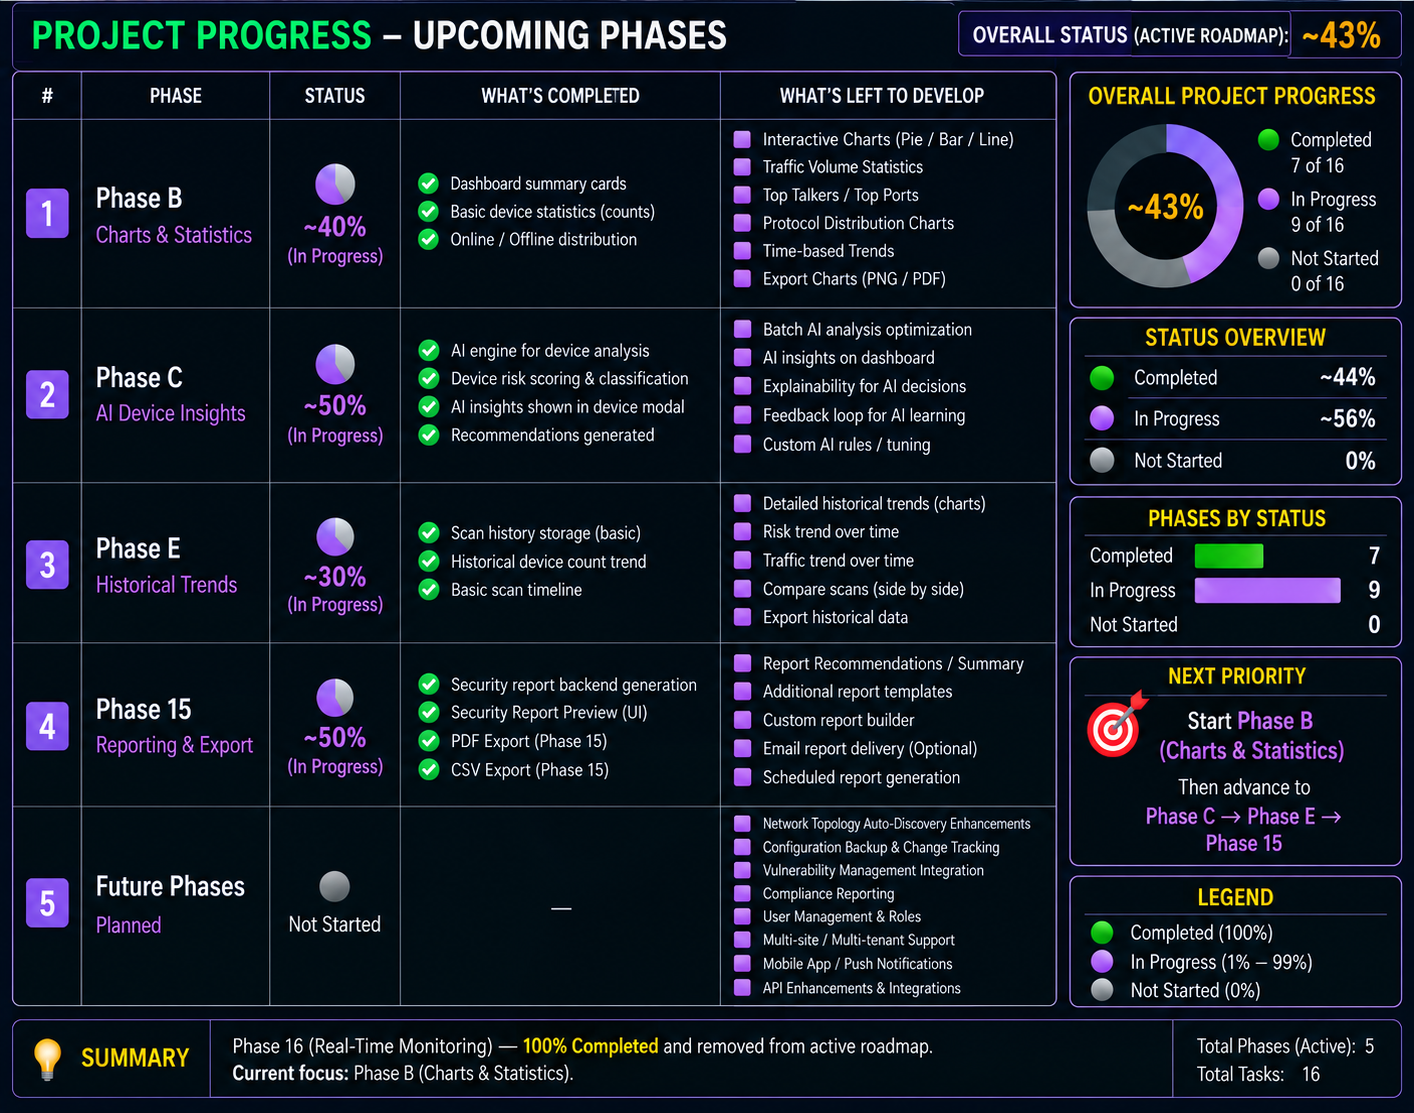 PROJECT PROGRESS – UPCOMING PHASES
OVERALL STATUS (ACTIVE ROADMAP): ~43%
# PHASE STATUS WHAT'S COMPLETED WHAT'S LEFT TO DEVELOP
1
Phase B
Charts & Statistics
~40%
(In Progress)
Dashboard summary cards
Basic device statistics (counts)
Online / Offline distribution
Interactive Charts (Pie / Bar / Line)
Traffic Volume Statistics
Top Talkers / Top Ports
Protocol Distribution Charts
Time-based Trends
Export Charts (PNG / PDF)
2
Phase C
AI Device Insights
~50%
(In Progress)
AI engine for device analysis
Device risk scoring & classification
AI insights shown in device modal
Recommendations generated
Batch AI analysis optimization
AI insights on dashboard
Explainability for AI decisions
Feedback loop for AI learning
Custom AI rules / tuning
3
Phase E
Historical Trends
~30%
(In Progress)
Scan history storage (basic)
Historical device count trend
Basic scan timeline
Detailed historical trends (charts)
Risk trend over time
Traffic trend over time
Compare scans (side by side)
Export historical data
4
Phase 15
Reporting & Export
~50%
(In Progress)
Security report backend generation
Security Report Preview (UI)
PDF Export (Phase 15)
CSV Export (Phase 15)
Report Recommendations / Summary
Additional report templates
Custom report builder
Email report delivery (Optional)
Scheduled report generation
5
Future Phases
Planned
Not Started
—
Network Topology Auto-Discovery Enhancements
Configuration Backup & Change Tracking
Vulnerability Management Integration
Compliance Reporting
User Management & Roles
Multi-site / Multi-tenant Support
Mobile App / Push Notifications
API Enhancements & Integrations
OVERALL PROJECT PROGRESS
~43%
Completed
7 of 16
In Progress
9 of 16
Not Started
0 of 16
STATUS OVERVIEW
Completed ~44%
In Progress ~56%
Not Started 0%
PHASES BY STATUS
Completed 7
In Progress 9
Not Started 0
NEXT PRIORITY
Start Phase B
(Charts & Statistics)
Then advance to
Phase C → Phase E →
Phase 15
LEGEND
Completed (100%)
In Progress (1% – 99%)
Not Started (0%)
SUMMARY
Phase 16 (Real-Time Monitoring) — 100% Completed and removed from active roadmap.
Current focus: Phase B (Charts & Statistics).
Total Phases (Active): 5
Total Tasks: 16